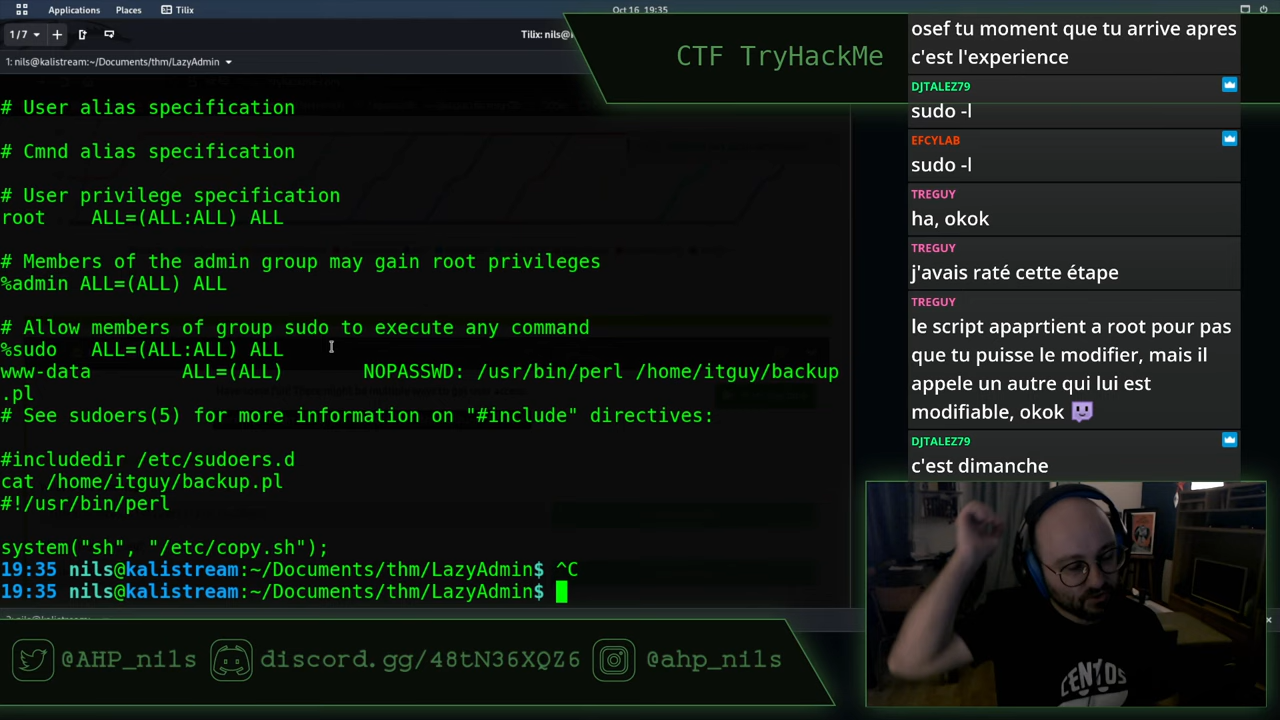 Applications Places Tilix
Oct 16 19:35
1/7
Tilix: nils@
1: nils@kalistream:~/Documents/thm/LazyAdmin
# User alias specification
# Cmnd alias specification
# User privilege specification
root ALL=(ALL:ALL) ALL
# Members of the admin group may gain root privileges
%admin ALL=(ALL) ALL
# Allow members of group sudo to execute any command
%sudo ALL=(ALL:ALL) ALL
www-data ALL=(ALL) NOPASSWD: /usr/bin/perl /home/itguy/backup
.pl
# See sudoers(5) for more information on "#include" directives:
#includedir /etc/sudoers.d
cat /home/itguy/backup.pl
#!/usr/bin/perl
system("sh", "/etc/copy.sh");
19:35 nils@kalistream:~/Documents/thm/LazyAdmin$ ^C
19:35 nils@kalistream:~/Documents/thm/LazyAdmin$
CTF TryHackMe
osef tu moment que tu arrive apres
c'est l'experience
DJTALEZ79
sudo -l
EFCYLAB
sudo -l
TREGUY
ha, okok
TREGUY
j'avais raté cette étape
TREGUY
le script apaprtient a root pour pas
que tu puisse le modifier, mais il
appele un autre qui lui est
modifiable, okok
DJTALEZ79
c'est dimanche
CENTOS
@AHP_nils discord.gg/48tN36XQZ6 @ahp_nils